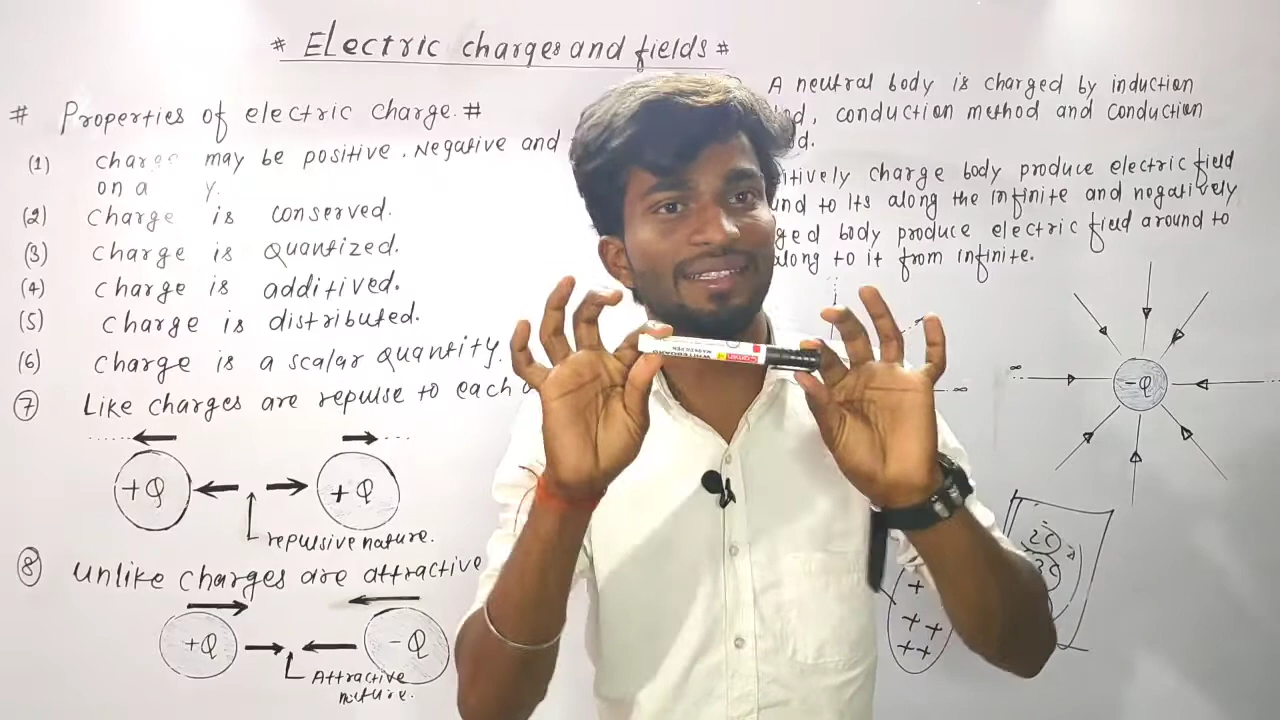 * Electric charges and fields #
# Properties of electric charge. #
(1) charge may be positive. Negative and
on a y.
(2) charge is conserved.
(3) charge is quantized.
(4) charge is additived.
(5) charge is distributed.
(6) charge is a scalar quantity.
(7) Like charges are repulse to each
+Q +Q
repulsive nature.
(8) unlike charges are attractive
+Q -Q
Attractive
nature.
A neutral body is charged by induction
conduction method and conduction
charge body produce electric field
to its along the infinite and negatively
body produce electric field around to
along to it from infinite.
∞ ∞ -Q
+
+ +
++
2C
WHITEBOARD
MARKER PEN